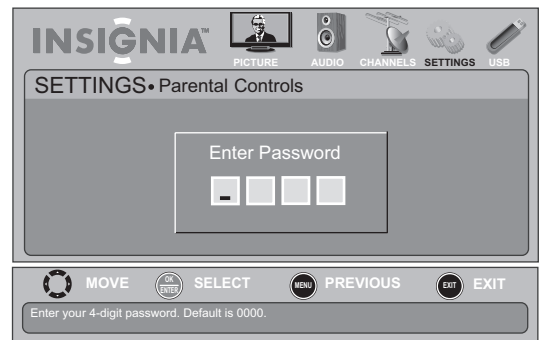 INSIGNIA™
PICTURE AUDIO CHANNELS SETTINGS USB
SETTINGS • Parental Controls
Enter Password
_
MOVE OK ENTER SELECT MENU PREVIOUS EXIT EXIT
Enter your 4-digit password. Default is 0000.